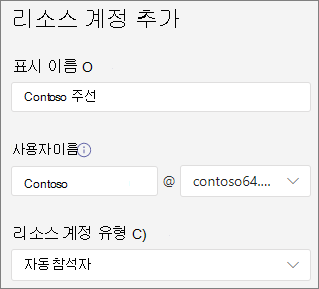 리소스 계정 추가
표시 이름 O
Contoso 주선
사용자이름
Contoso @ contoso64....
리소스 계정 유형 C)
자동 참석자